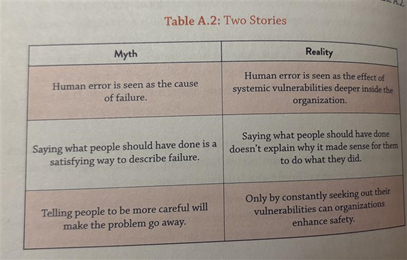 Table A.2: Two Stories
Myth
Reality
Human error is seen as the cause
of failure.
Human error is seen as the effect of
systemic vulnerabilities deeper inside the
organization.
Saying what people should have done is a
satisfying way to describe failure.
Saying what people should have done
doesn't explain why it made sense for them
to do what they did.
Telling people to be more careful will
make the problem go away.
Only by constantly seeking out their
vulnerabilities can organizations
enhance safety.